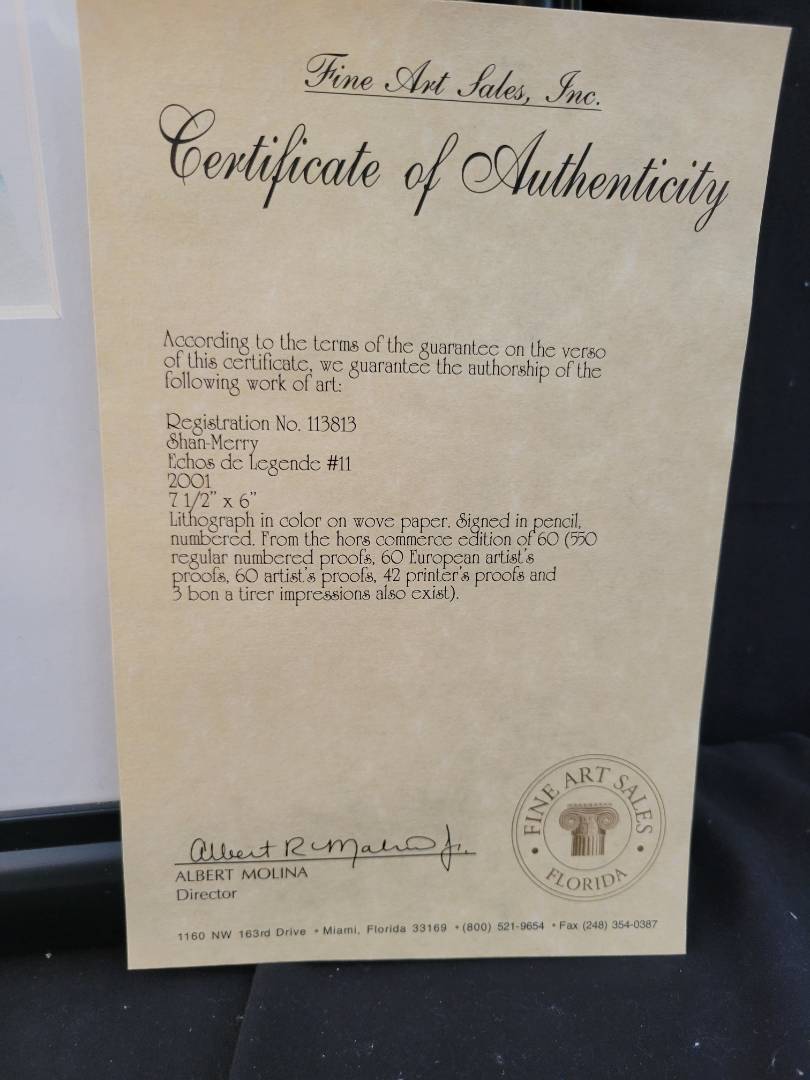 Fine Art Sales, Inc.
Certificate of Authenticity
According to the terms of the guarantee on the verso
of this certificate, we guarantee the authorship of the
following work of art:
Registration No. 113813
Shan-Merry
Echos de Legende #11
2001
7 1/2" x 6"
Lithograph in color on wove paper. Signed in pencil,
numbered. From the hors commerce edition of 60 (550
regular numbered proofs, 60 European artist's
proofs, 60 artist's proofs, 42 printer's proofs and
3 bon a tirer impressions also exist).
Albert R Molina Jr.
ALBERT MOLINA
Director
FINE ART SALES
FLORIDA
1160 NW 163rd Drive • Miami, Florida 33169 • (800) 521-9654 • Fax (248) 354-0387